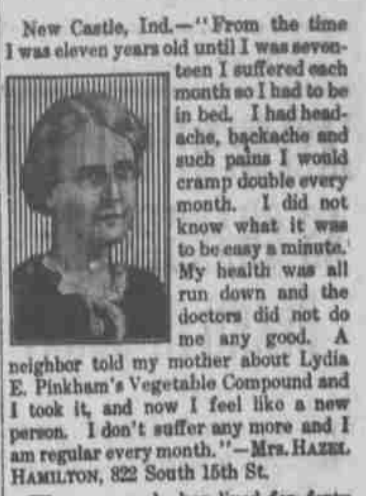 New Castle, Ind.—"From the time
I was eleven years old until I was seven-
teen I suffered each
month so I had to be
in bed. I had head-
ache, backache and
such pains I would
cramp double every
month. I did not
know what it was
to be easy a minute.
My health was all
run down and the
doctors did not do
me any good. A
neighbor told my mother about Lydia
E. Pinkham's Vegetable Compound and
I took it, and now I feel like a new
person. I don't suffer any more and I
am regular every month."—Mrs. HAZEL
HAMILTON, 822 South 15th St.